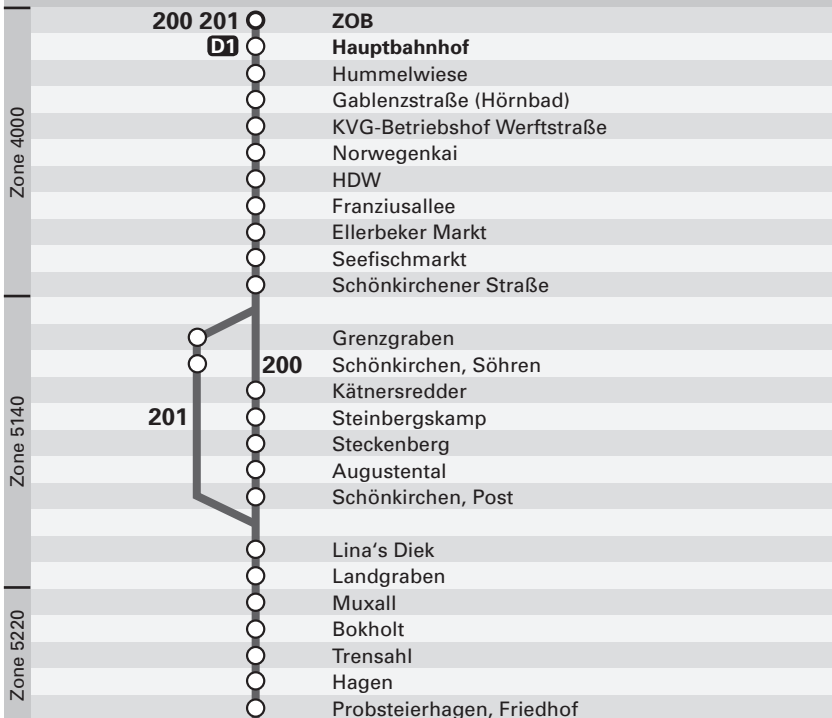 200 201 ZOB
D1 Hauptbahnhof
Hummelwiese
Gablenzstraße (Hörnbad)
KVG-Betriebshof Werftstraße
Norwegenkai
HDW
Franziusallee
Ellerbeker Markt
Seefischmarkt
Schönkirchener Straße
Zone 4000
Grenzgraben
200 Schönkirchen, Söhren
Kätnersredder
201 Steinbergskamp
Steckenberg
Augustental
Schönkirchen, Post
Lina‘s Diek
Landgraben
Zone 5140
Muxall
Bokholt
Trensahl
Hagen
Probsteierhagen, Friedhof
Zone 5220